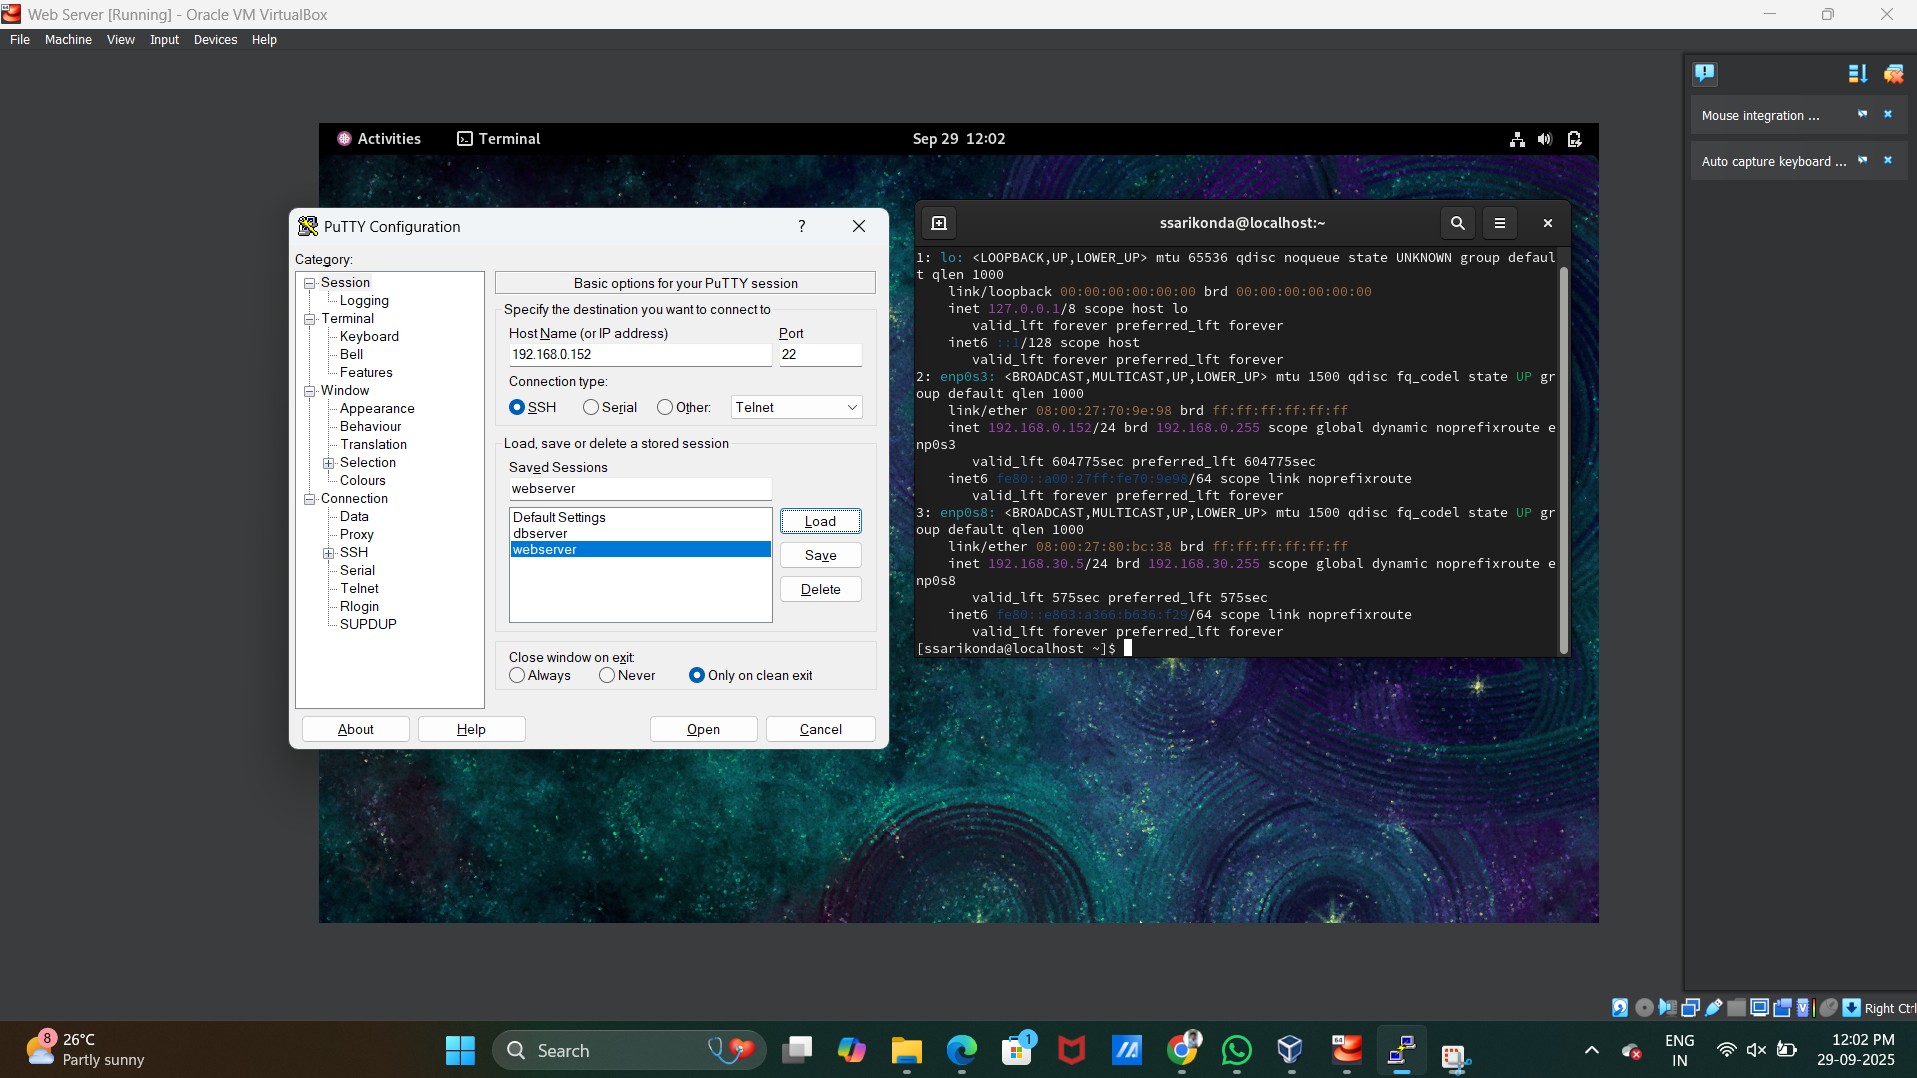 Web Server [Running] - Oracle VM VirtualBox
File Machine View Input Devices Help
Mouse integration ...
Auto capture keyboard ...
Activities Terminal Sep 29 12:02
PuTTY Configuration ?
Category:
Session
Logging
Terminal
Keyboard
Bell
Features
Window
Appearance
Behaviour
Translation
Selection
Colours
Connection
Data
Proxy
SSH
Serial
Telnet
Rlogin
SUPDUP
Basic options for your PuTTY session
Specify the destination you want to connect to
Host Name (or IP address) Port
192.168.0.152 22
Connection type:
SSH Serial Other: Telnet
Load, save or delete a stored session
Saved Sessions
webserver
Default Settings
dbserver
webserver
Load
Save
Delete
Close window on exit:
Always Never Only on clean exit
About Help Open Cancel
ssarikonda@localhost:~
1: lo: <LOOPBACK,UP,LOWER_UP> mtu 65536 qdisc noqueue state UNKNOWN group defaul
t qlen 1000
link/loopback 00:00:00:00:00:00 brd 00:00:00:00:00:00
inet 127.0.0.1/8 scope host lo
valid_lft forever preferred_lft forever
inet6 ::1/128 scope host
valid_lft forever preferred_lft forever
2: enp0s3: <BROADCAST,MULTICAST,UP,LOWER_UP> mtu 1500 qdisc fq_codel state UP gr
oup default qlen 1000
link/ether 08:00:27:70:9e:98 brd ff:ff:ff:ff:ff:ff
inet 192.168.0.152/24 brd 192.168.0.255 scope global dynamic noprefixroute e
np0s3
valid_lft 604775sec preferred_lft 604775sec
inet6 fe80::a00:27ff:fe70:9e98/64 scope link noprefixroute
valid_lft forever preferred_lft forever
3: enp0s8: <BROADCAST,MULTICAST,UP,LOWER_UP> mtu 1500 qdisc fq_codel state UP gr
oup default qlen 1000
link/ether 08:00:27:80:bc:38 brd ff:ff:ff:ff:ff:ff
inet 192.168.30.5/24 brd 192.168.30.255 scope global dynamic noprefixroute e
np0s8
valid_lft 575sec preferred_lft 575sec
inet6 fe80::e863:a366:b636:f29/64 scope link noprefixroute
valid_lft forever preferred_lft forever
[ssarikonda@localhost ~]$
Right Ctrl
8
26°C
Partly sunny
Search
1
64
ENG
IN
12:02 PM
29-09-2025